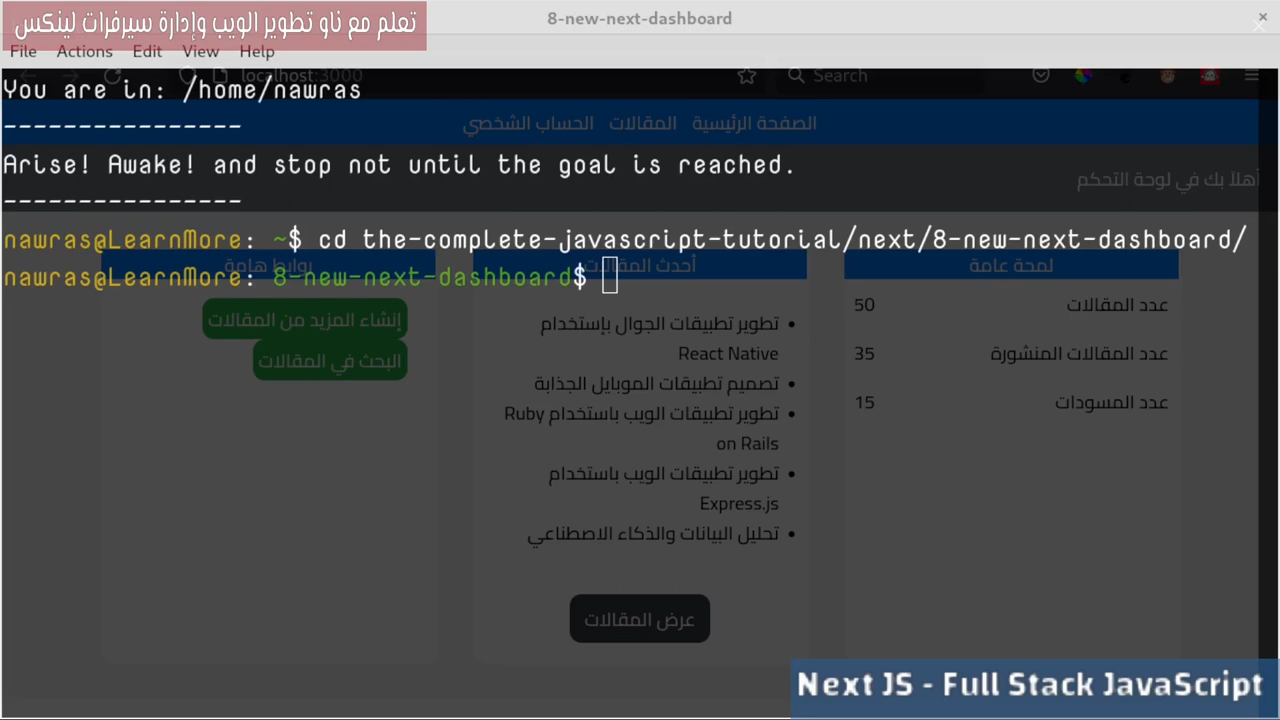 تعلم مع ناو تطوير الويب وإدارة سيرفرات لينكس
8-new-next-dashboard
File Actions Edit View Help
localhost:3000
Search
You are in: /home/nawras
----------------
الصفحة الرئيسية المقالات الحساب الشخصي
Arise! Awake! and stop not until the goal is reached.
أهلاً بك في لوحة التحكم
----------------
nawras@LearnMore: ~$ cd the-complete-javascript-tutorial/next/8-new-next-dashboard/
nawras@LearnMore: 8-new-next-dashboard$
لمحة عامة
عدد المقالات 50
عدد المقالات المنشورة 35
عدد المسودات 15
أحدث المقالات
• تطوير تطبيقات الجوال بإستخدام
React Native
• تصميم تطبيقات الموبايل الجذابة
• تطوير تطبيقات الويب باستخدام Ruby
on Rails
• تطوير تطبيقات الويب باستخدام
Express.js
• تحليل البيانات والذكاء الاصطناعي
عرض المقالات
روابط هامة
إنشاء المزيد من المقالات
البحث في المقالات
Next JS - Full Stack JavaScript